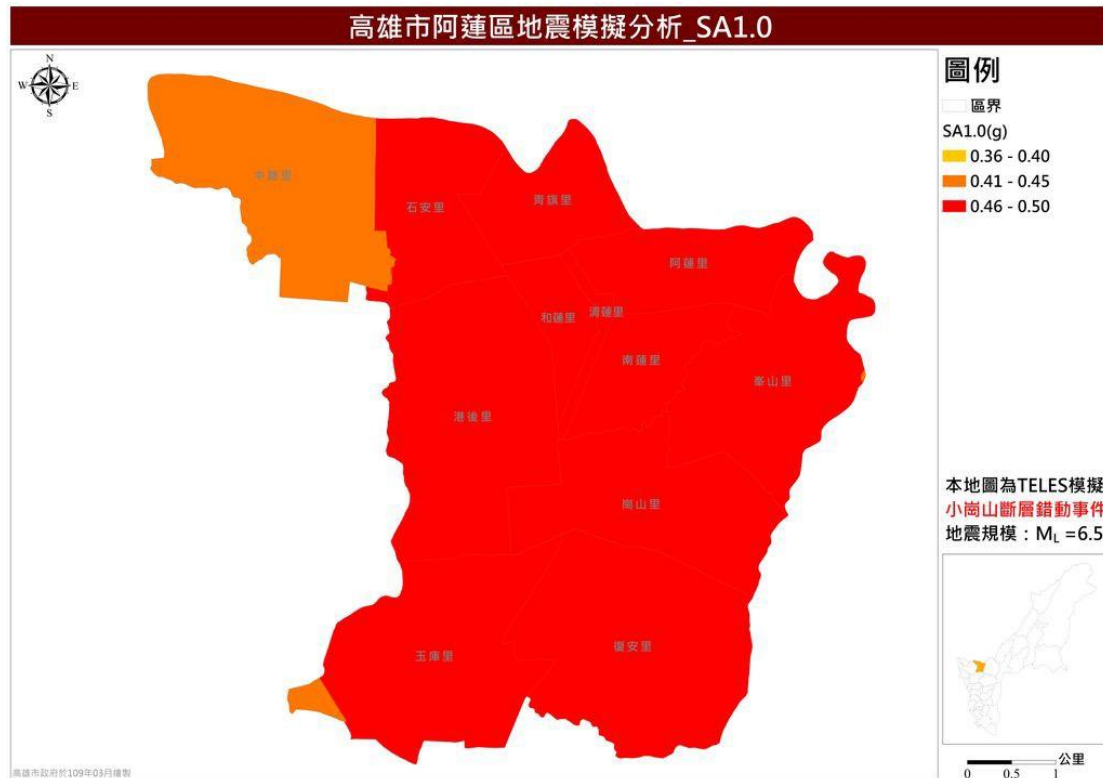 高雄市阿蓮區地震模擬分析_SA1.0
N
W
E
S
圖例
區界
SA1.0(g)
0.36 - 0.40
0.41 - 0.45
0.46 - 0.50
中路里
石安里
青旗里
阿蓮里
和蓮里
清蓮里
南蓮里
峯山里
港後里
崗山里
玉庫里
復安里
本地圖為TELES模擬
小崗山斷層錯動事件
地震規模：ML =6.5
公里
0 0.5 1
高雄市政府於109年03月繪製